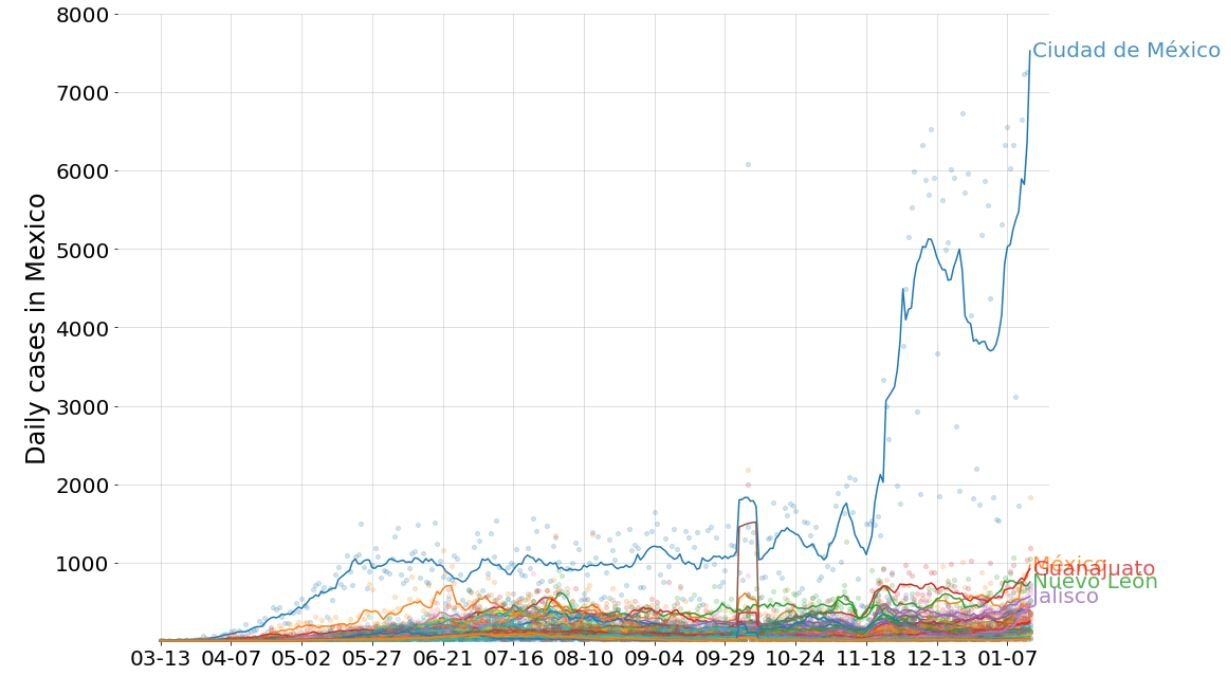 8000
Ciudad de México
7000
6000
5000
Daily cases in Mexico
4000
3000
2000
1000
México
Guanajuato
Nuevo León
Jalisco
03-13 04-07 05-02 05-27 06-21 07-16 08-10 09-04 09-29 10-24 11-18 12-13 01-07